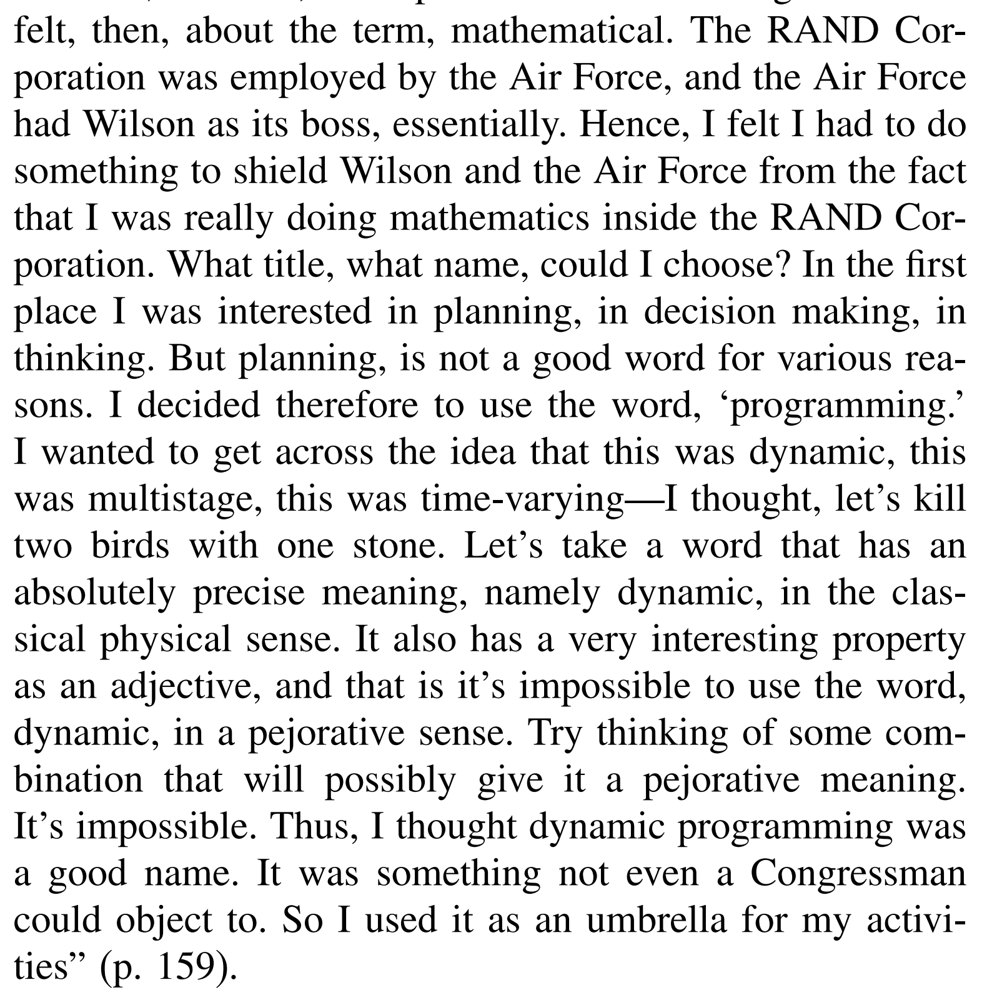 felt, then, about the term, mathematical. The RAND Cor-
poration was employed by the Air Force, and the Air Force
had Wilson as its boss, essentially. Hence, I felt I had to do
something to shield Wilson and the Air Force from the fact
that I was really doing mathematics inside the RAND Cor-
poration. What title, what name, could I choose? In the first
place I was interested in planning, in decision making, in
thinking. But planning, is not a good word for various rea-
sons. I decided therefore to use the word, ‘programming.’
I wanted to get across the idea that this was dynamic, this
was multistage, this was time-varying—I thought, let’s kill
two birds with one stone. Let’s take a word that has an
absolutely precise meaning, namely dynamic, in the clas-
sical physical sense. It also has a very interesting property
as an adjective, and that is it’s impossible to use the word,
dynamic, in a pejorative sense. Try thinking of some com-
bination that will possibly give it a pejorative meaning.
It’s impossible. Thus, I thought dynamic programming was
a good name. It was something not even a Congressman
could object to. So I used it as an umbrella for my activi-
ties” (p. 159).